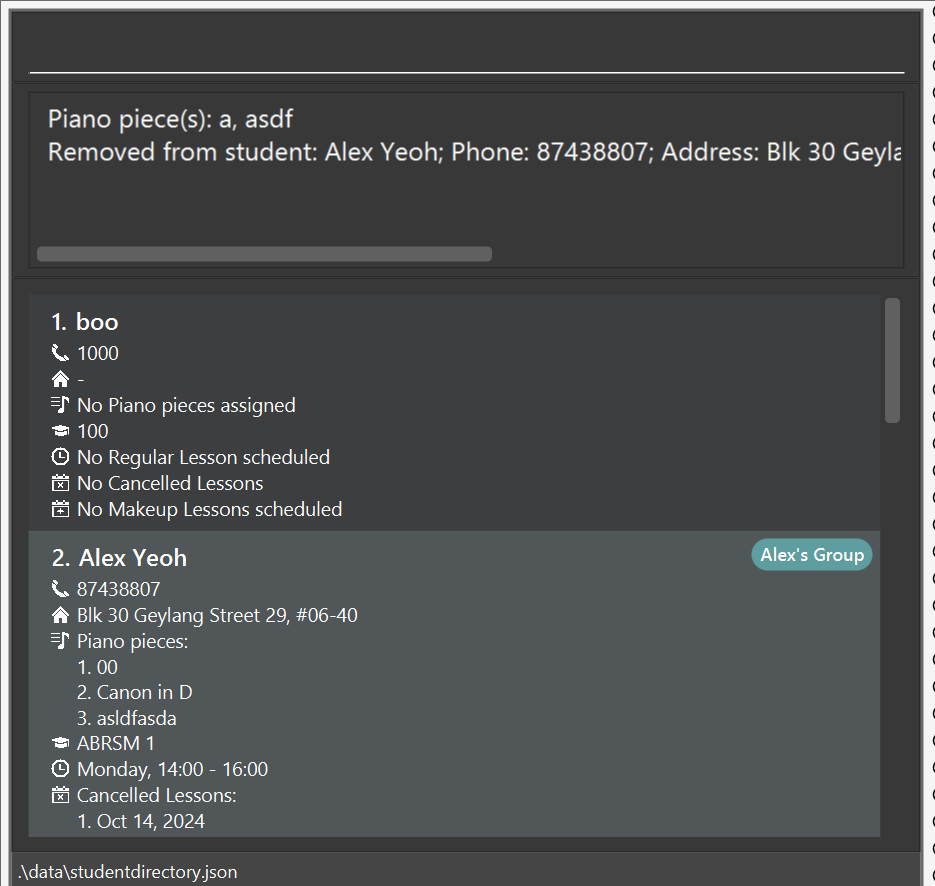 Piano piece(s): a, asdf
Removed from student: Alex Yeoh; Phone: 87438807; Address: Blk 30 Geyla
1. boo
1000
-
No Piano pieces assigned
100
No Regular Lesson scheduled
No Cancelled Lessons
No Makeup Lessons scheduled
2. Alex Yeoh
Alex's Group
87438807
Blk 30 Geylang Street 29, #06-40
Piano pieces:
1. 00
2. Canon in D
3. asldfasda
ABRSM 1
Monday, 14:00 - 16:00
Cancelled Lessons:
1. Oct 14, 2024
.\data\studentdirectory.json